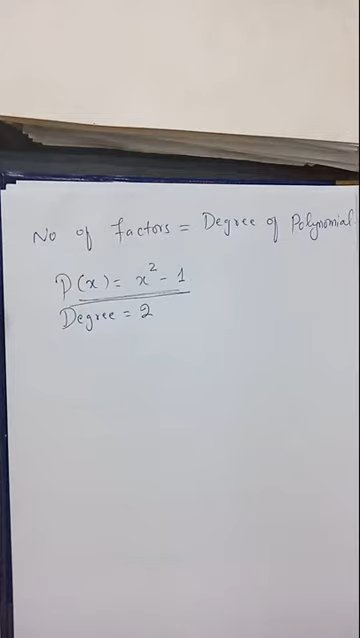 No of factors = Degree of Polynomial
P(x) = x² - 1
Degree = 2